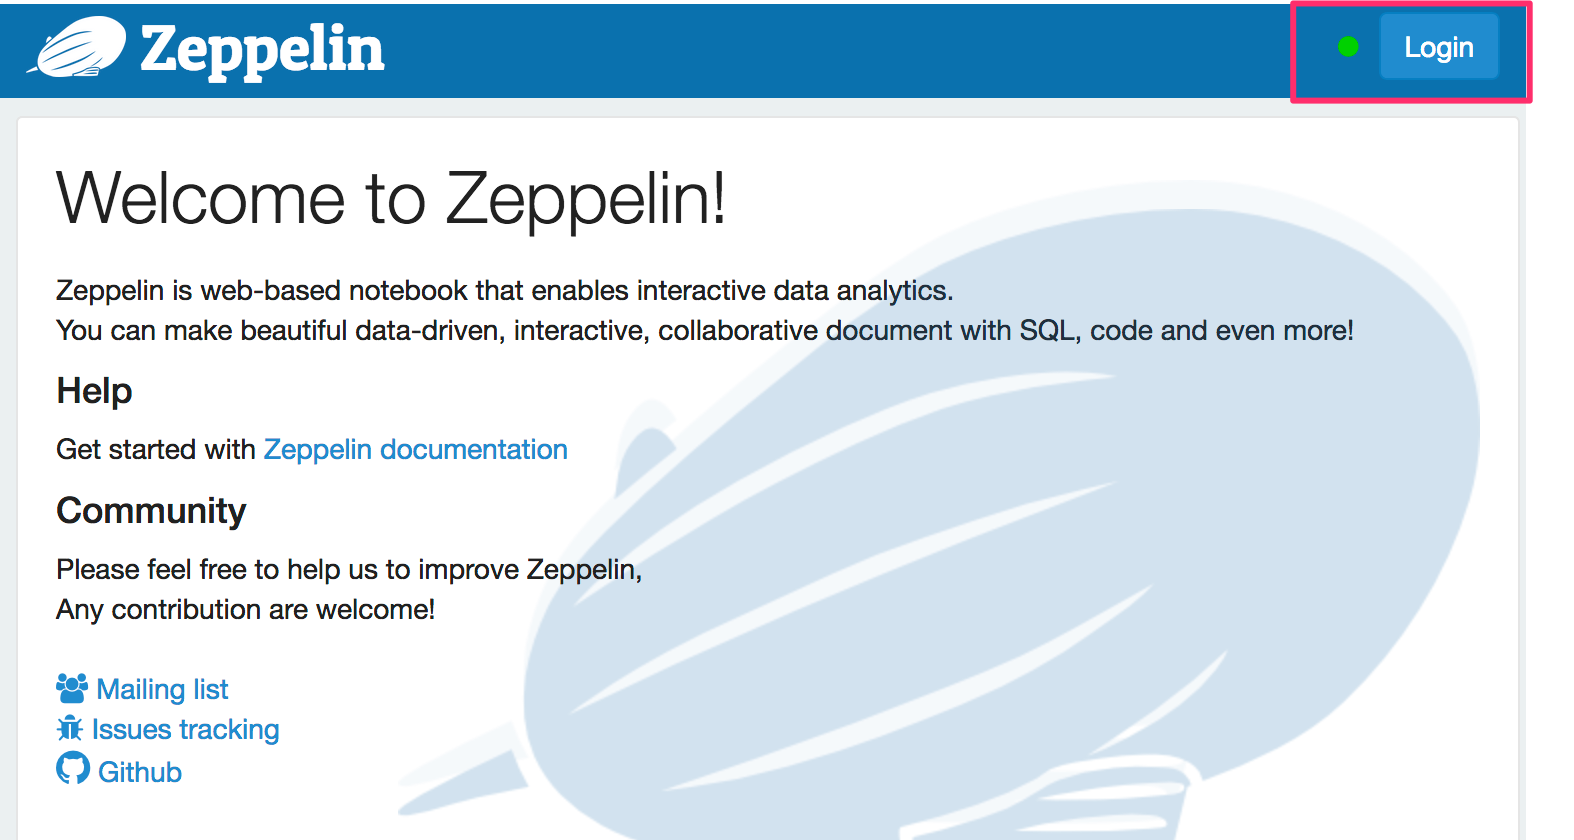 Zeppelin
Login
Welcome to Zeppelin!
Zeppelin is web-based notebook that enables interactive data analytics.
You can make beautiful data-driven, interactive, collaborative document with SQL, code and even more!
Help
Get started with Zeppelin documentation
Community
Please feel free to help us to improve Zeppelin,
Any contribution are welcome!
Mailing list
Issues tracking
Github